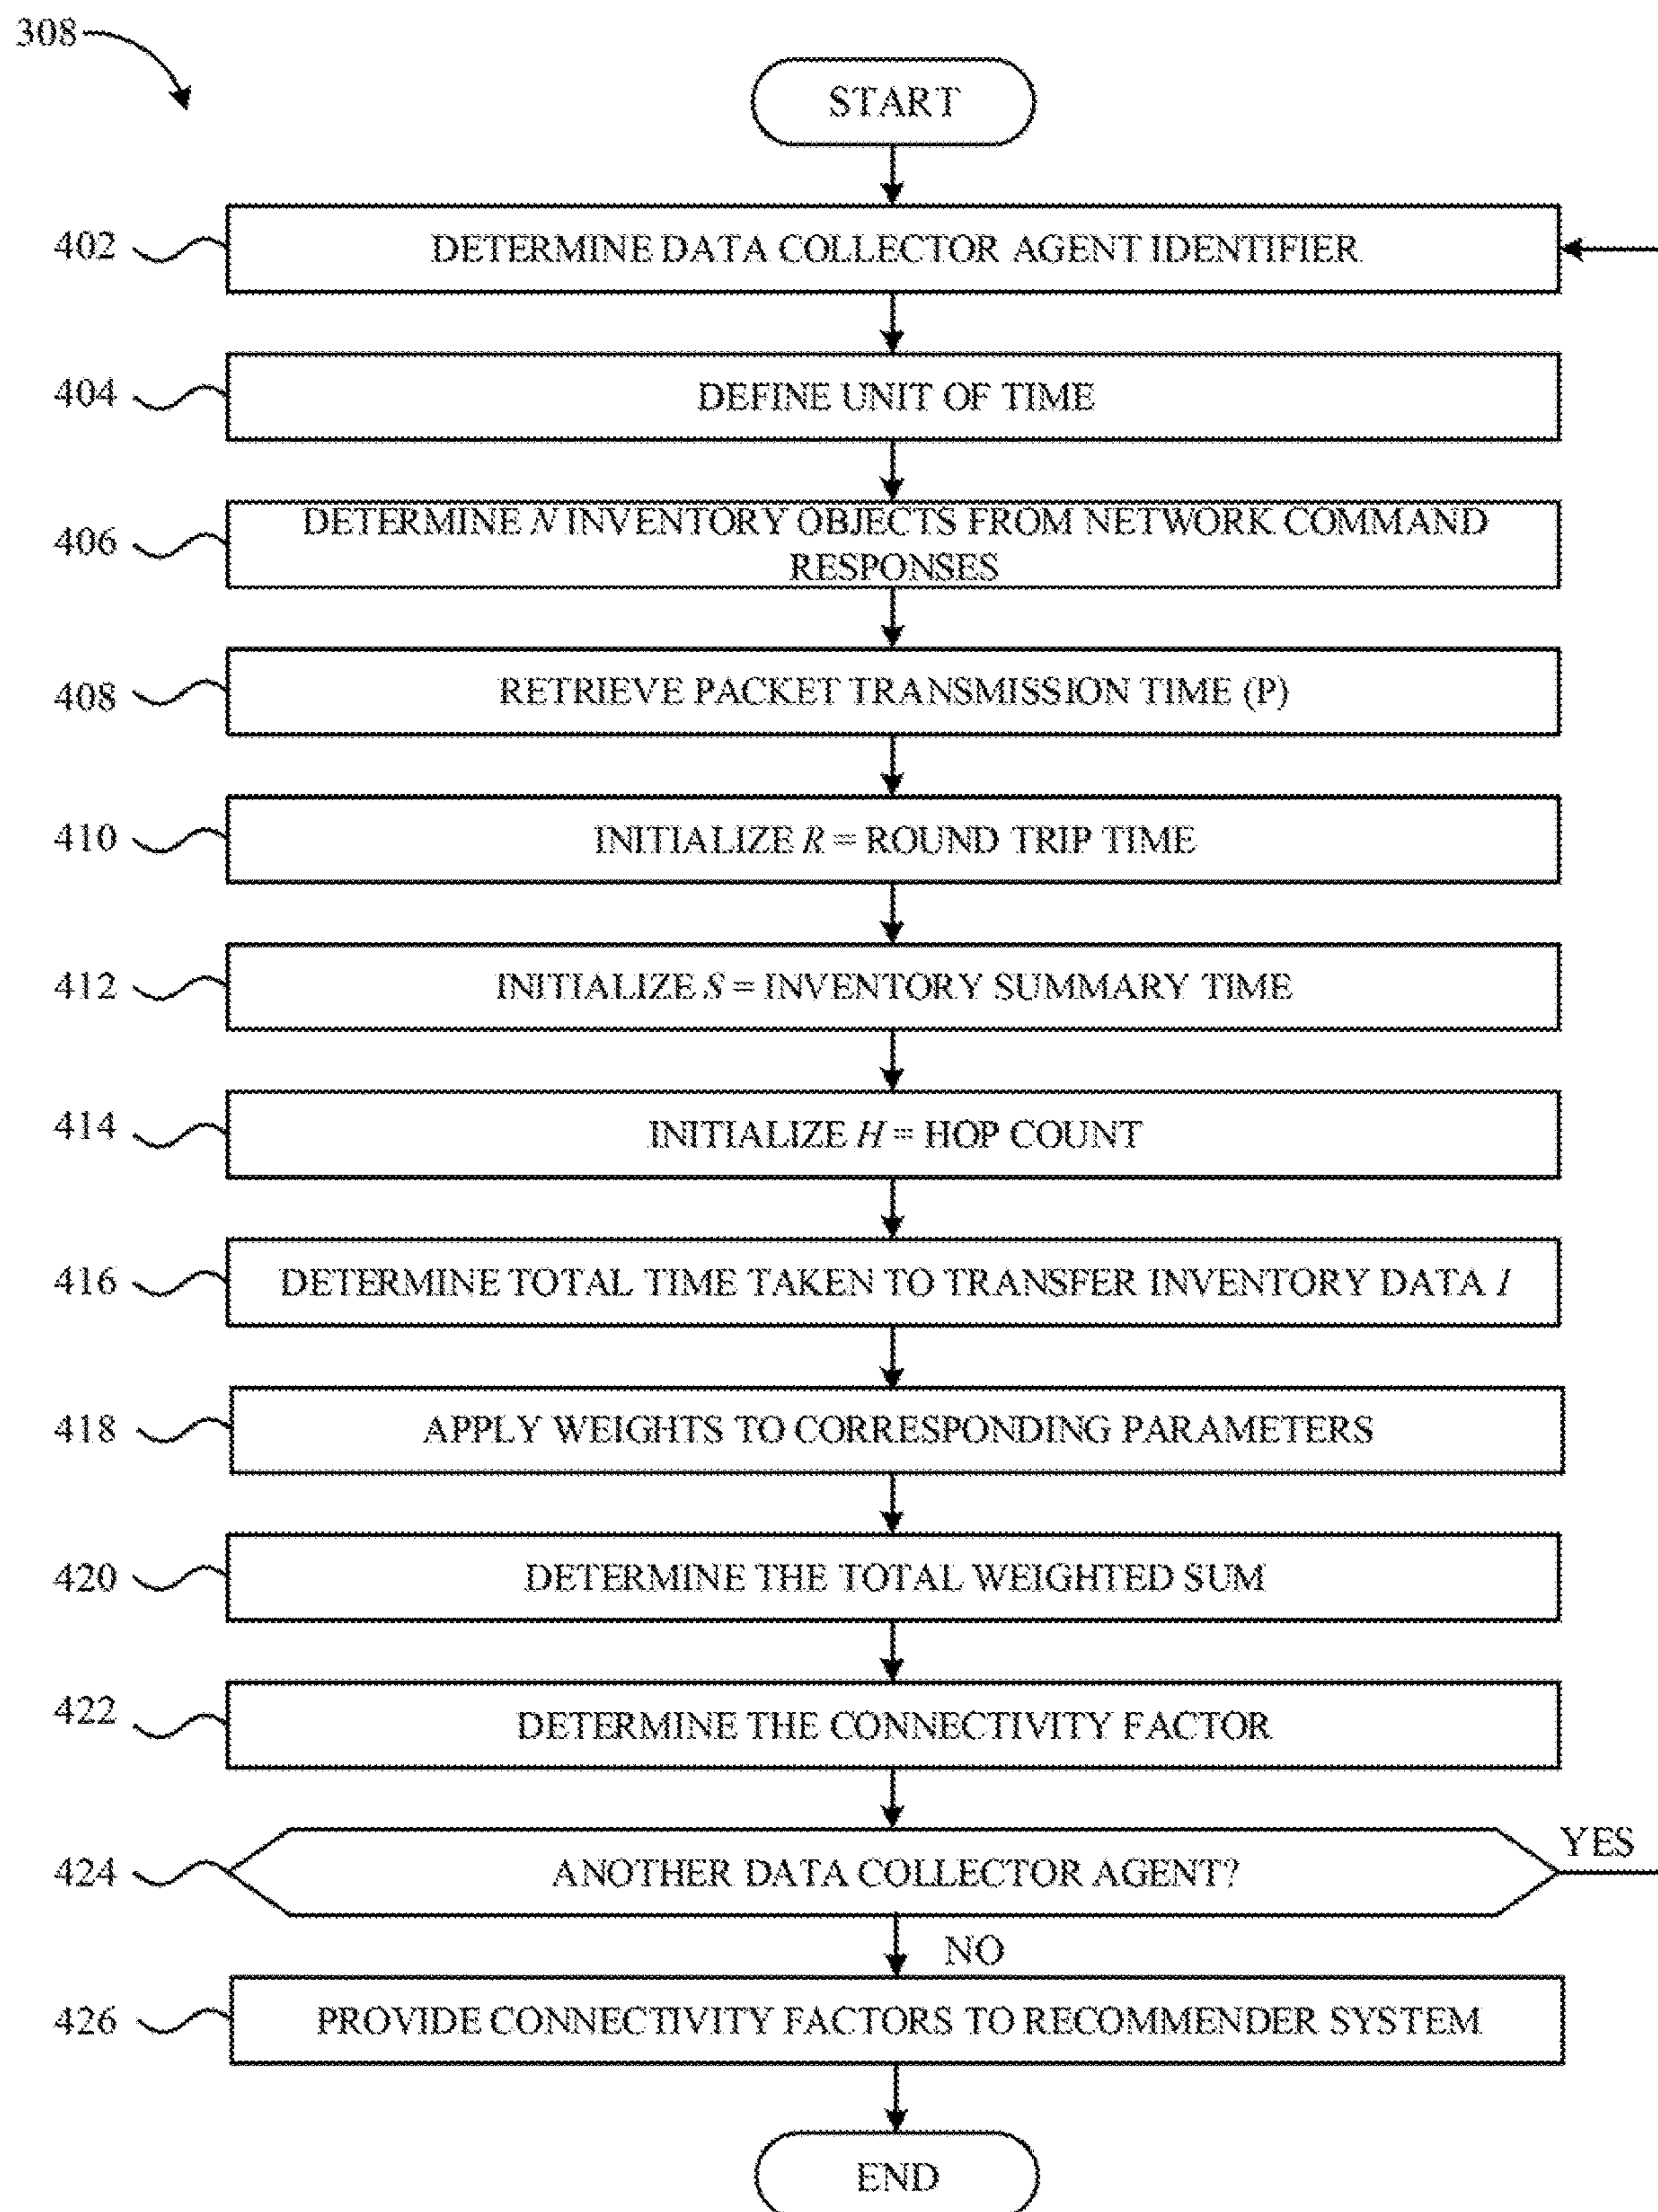 308
START
402 DETERMINE DATA COLLECTOR AGENT IDENTIFIER
404 DEFINE UNIT OF TIME
406 DETERMINE N INVENTORY OBJECTS FROM NETWORK COMMAND
RESPONSES
408 RETRIEVE PACKET TRANSMISSION TIME (P)
410 INITIALIZE R = ROUND TRIP TIME
412 INITIALIZE S = INVENTORY SUMMARY TIME
414 INITIALIZE H = HOP COUNT
416 DETERMINE TOTAL TIME TAKEN TO TRANSFER INVENTORY DATA I
418 APPLY WEIGHTS TO CORRESPONDING PARAMETERS
420 DETERMINE THE TOTAL WEIGHTED SUM
422 DETERMINE THE CONNECTIVITY FACTOR
424 ANOTHER DATA COLLECTOR AGENT? YES
NO
426 PROVIDE CONNECTIVITY FACTORS TO RECOMMENDER SYSTEM
END